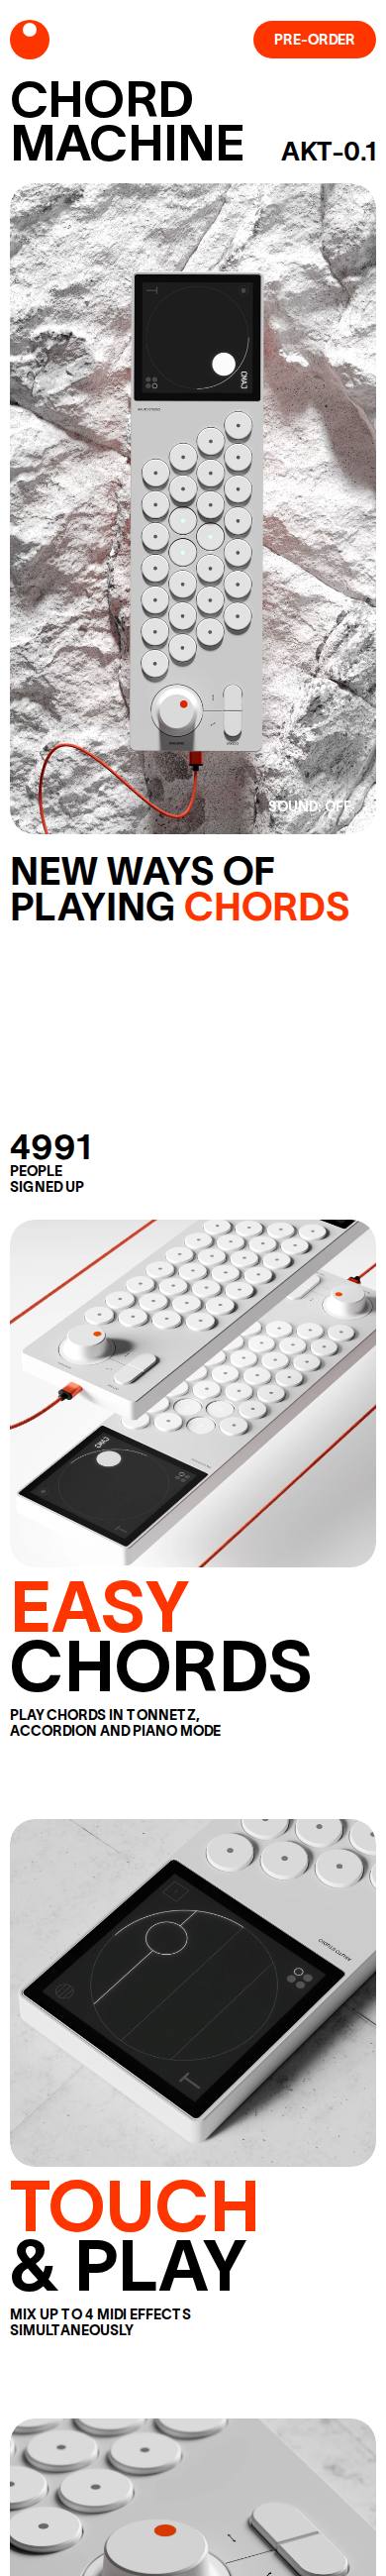 PRE-ORDER
CHORD
MACHINE
AKT-0.1
SOUND: OFF
NEW WAYS OF
PLAYING CHORDS
4991
PEOPLE
SIGNED UP
EASY
CHORDS
PLAY CHORDS IN TONNETZ,
ACCORDION AND PIANO MODE
TOUCH
& PLAY
MIX UP TO 4 MIDI EFFECTS
SIMULTANEOUSLY